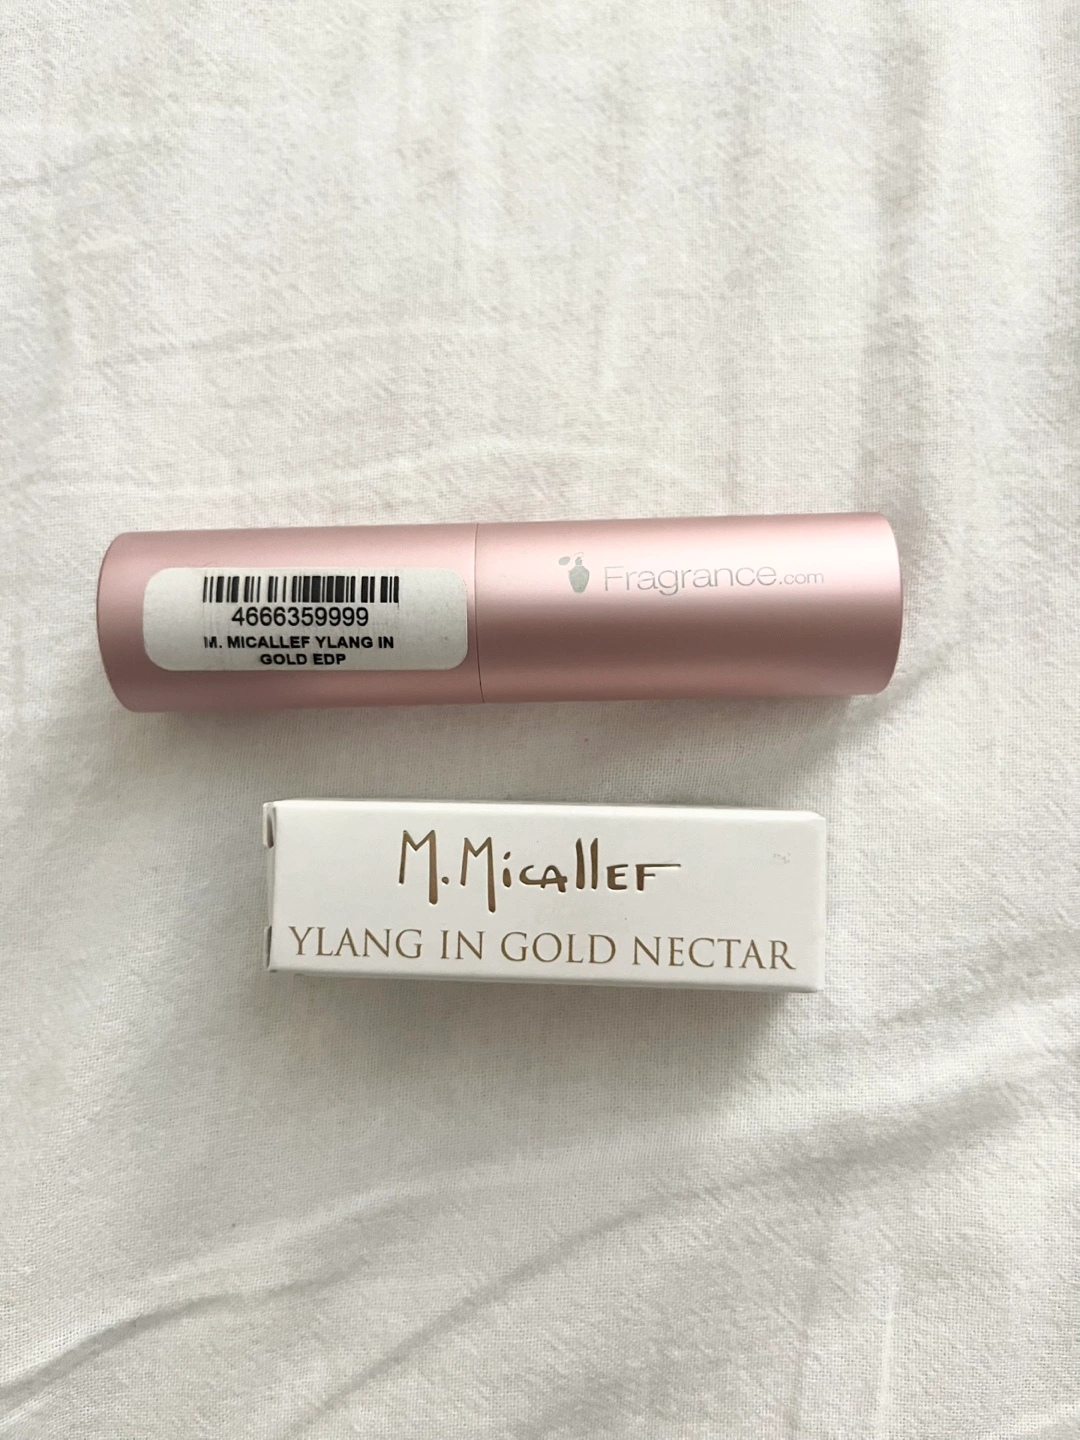 Fragrance.com
4666359999
M. MICALLEF YLANG IN
GOLD EDP
M.MicAllEF
YLANG IN GOLD NECTAR